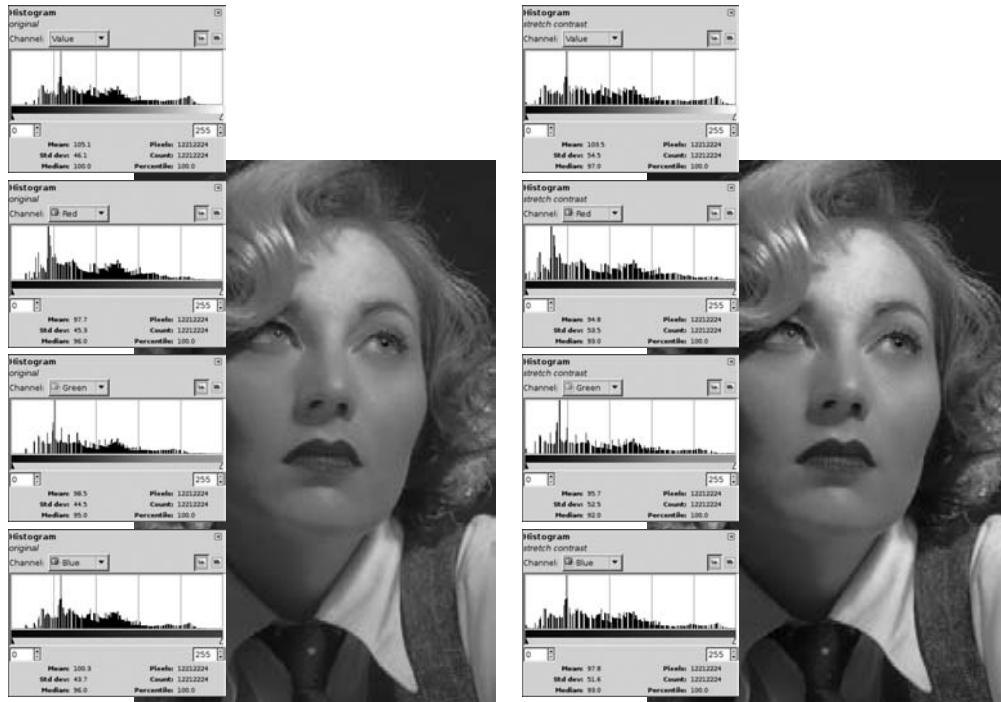 Histogram
original
Channel: Value
0 255
Mean: 105.1 Pixels: 12212224
Std dev: 46.1 Count: 12212224
Median: 100.0 Percentile: 100.0
Histogram
original
Channel: Red
0 255
Mean: 97.7 Pixels: 12212224
Std dev: 45.3 Count: 12212224
Median: 96.0 Percentile: 100.0
Histogram
original
Channel: Green
0 255
Mean: 98.5 Pixels: 12212224
Std dev: 44.5 Count: 12212224
Median: 95.0 Percentile: 100.0
Histogram
original
Channel: Blue
0 255
Mean: 100.3 Pixels: 12212224
Std dev: 43.7 Count: 12212224
Median: 96.0 Percentile: 100.0
Histogram
stretch contrast
Channel: Value
0 255
Mean: 103.5 Pixels: 12212224
Std dev: 54.5 Count: 12212224
Median: 97.0 Percentile: 100.0
Histogram
stretch contrast
Channel: Red
0 255
Mean: 94.8 Pixels: 12212224
Std dev: 53.5 Count: 12212224
Median: 93.0 Percentile: 100.0
Histogram
stretch contrast
Channel: Green
0 255
Mean: 95.7 Pixels: 12212224
Std dev: 52.5 Count: 12212224
Median: 92.0 Percentile: 100.0
Histogram
stretch contrast
Channel: Blue
0 255
Mean: 97.8 Pixels: 12212224
Std dev: 51.6 Count: 12212224
Median: 93.0 Percentile: 100.0